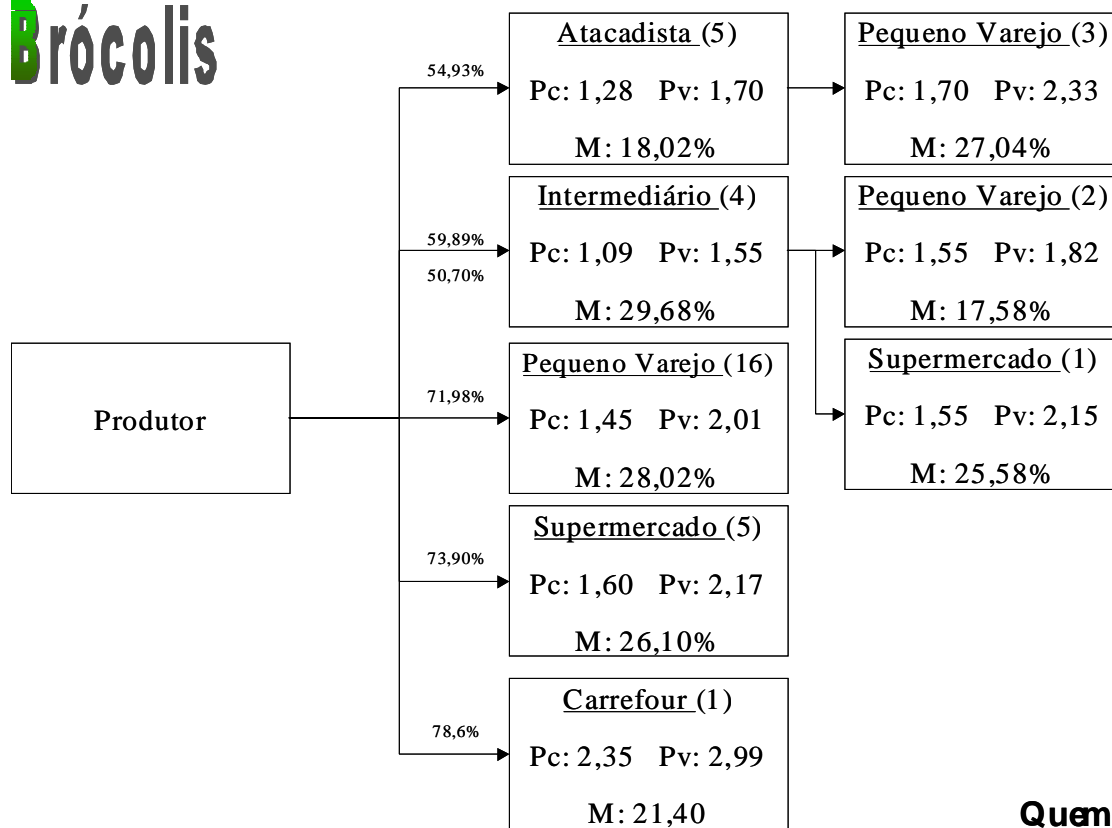 Brócolis
Produtor
54,93%
Atacadista (5)
Pc: 1,28 Pv: 1,70
M: 18,02%
Pequeno Varejo (3)
Pc: 1,70 Pv: 2,33
M: 27,04%
59,89%
50,70%
Intermediário (4)
Pc: 1,09 Pv: 1,55
M: 29,68%
Pequeno Varejo (2)
Pc: 1,55 Pv: 1,82
M: 17,58%
Supermercado (1)
Pc: 1,55 Pv: 2,15
M: 25,58%
71,98%
Pequeno Varejo (16)
Pc: 1,45 Pv: 2,01
M: 28,02%
73,90%
Supermercado (5)
Pc: 1,60 Pv: 2,17
M: 26,10%
78,6%
Carrefour (1)
Pc: 2,35 Pv: 2,99
M: 21,40
Quem